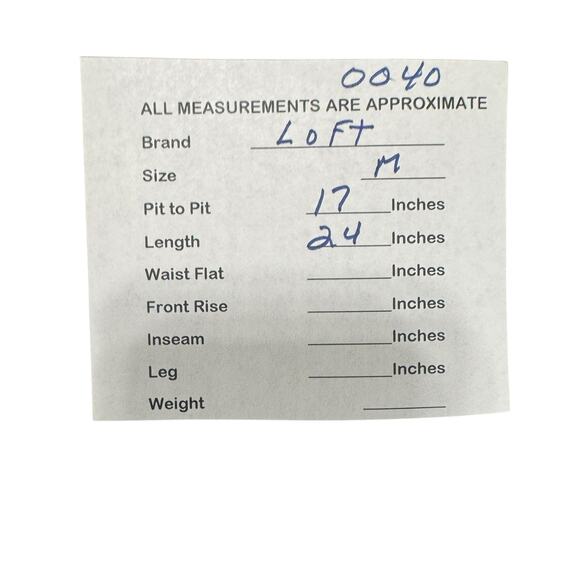 0040
ALL MEASUREMENTS ARE APPROXIMATE
Brand LOFT
Size M
Pit to Pit 17 Inches
Length 24 Inches
Waist Flat Inches
Front Rise Inches
Inseam Inches
Leg Inches
Weight